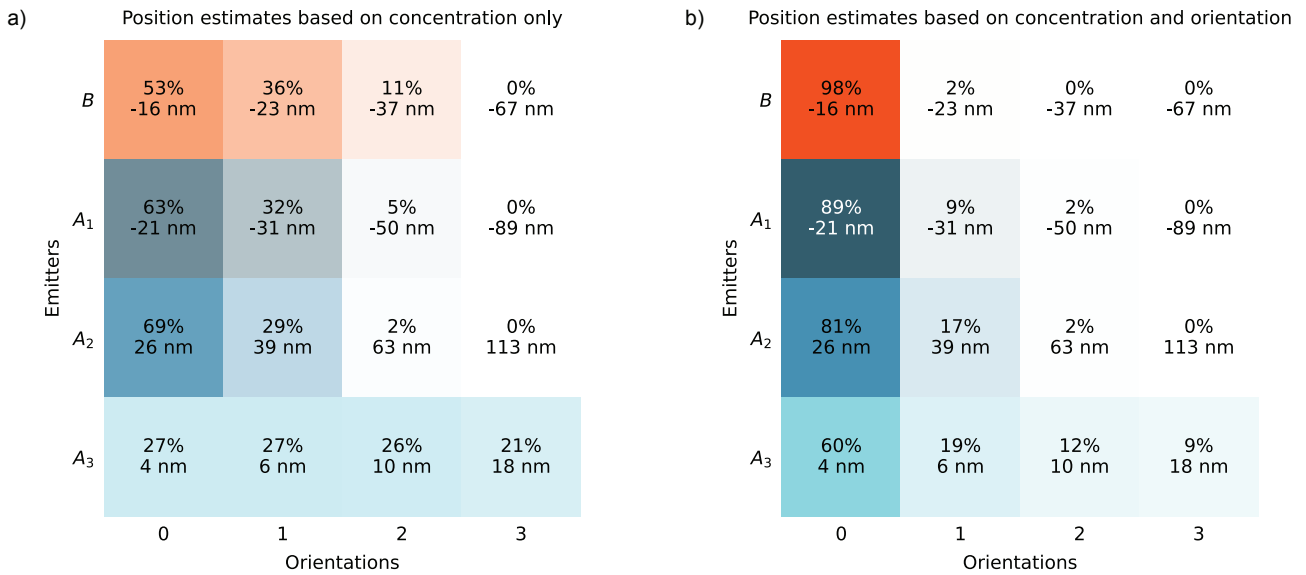 a)
Position estimates based on concentration only
Emitters
B
53%
-16 nm
36%
-23 nm
11%
-37 nm
0%
-67 nm
A1
63%
-21 nm
32%
-31 nm
5%
-50 nm
0%
-89 nm
A2
69%
26 nm
29%
39 nm
2%
63 nm
0%
113 nm
A3
27%
4 nm
27%
6 nm
26%
10 nm
21%
18 nm
0
1
2
3
Orientations
b)
Position estimates based on concentration and orientation
Emitters
B
98%
-16 nm
2%
-23 nm
0%
-37 nm
0%
-67 nm
A1
89%
-21 nm
9%
-31 nm
2%
-50 nm
0%
-89 nm
A2
81%
26 nm
17%
39 nm
2%
63 nm
0%
113 nm
A3
60%
4 nm
19%
6 nm
12%
10 nm
9%
18 nm
0
1
2
3
Orientations